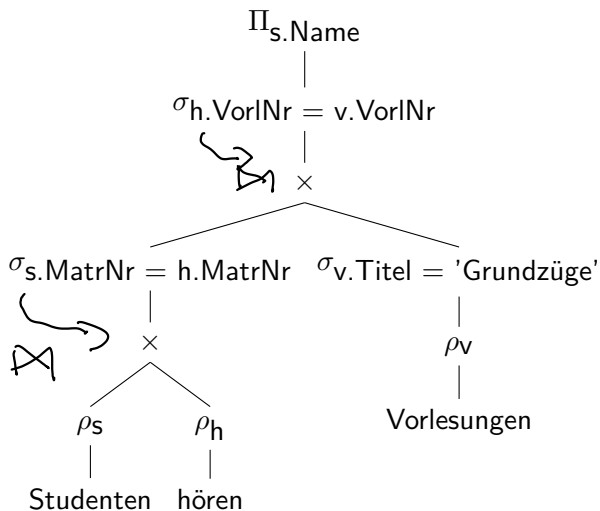 Πs.Name
σh.VorlNr = v.VorlNr
⋈ ×
σs.MatrNr = h.MatrNr σv.Titel = 'Grundzüge'
⋈ × ρv
ρs ρh Vorlesungen
Studenten hören